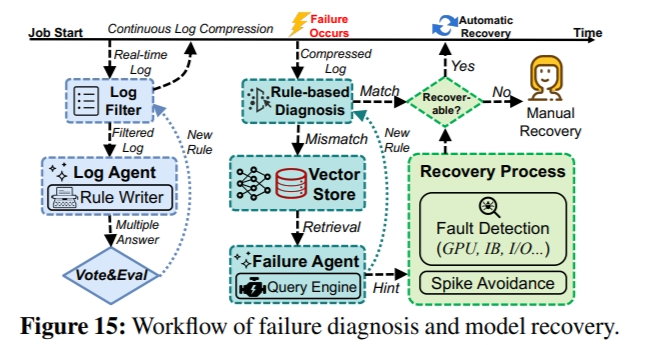 Job Start
Continuous Log Compression
Failure
Occurs
Automatic
Recovery
Time
Real-time
Log
Compressed
Log
Yes
Log
Filter
Rule-based
Diagnosis
Match
Recover-
able?
No
Manual
Recovery
Filtered
Log
New
Rule
Mismatch
New
Rule
Log Agent
Rule Writer
Vector
Store
Recovery Process
Fault Detection
(GPU, IB, I/O...)
Spike Avoidance
Multiple
Answer
Retrieval
Vote&Eval
Failure Agent
Query Engine
Hint
Figure 15: Workflow of failure diagnosis and model recovery.